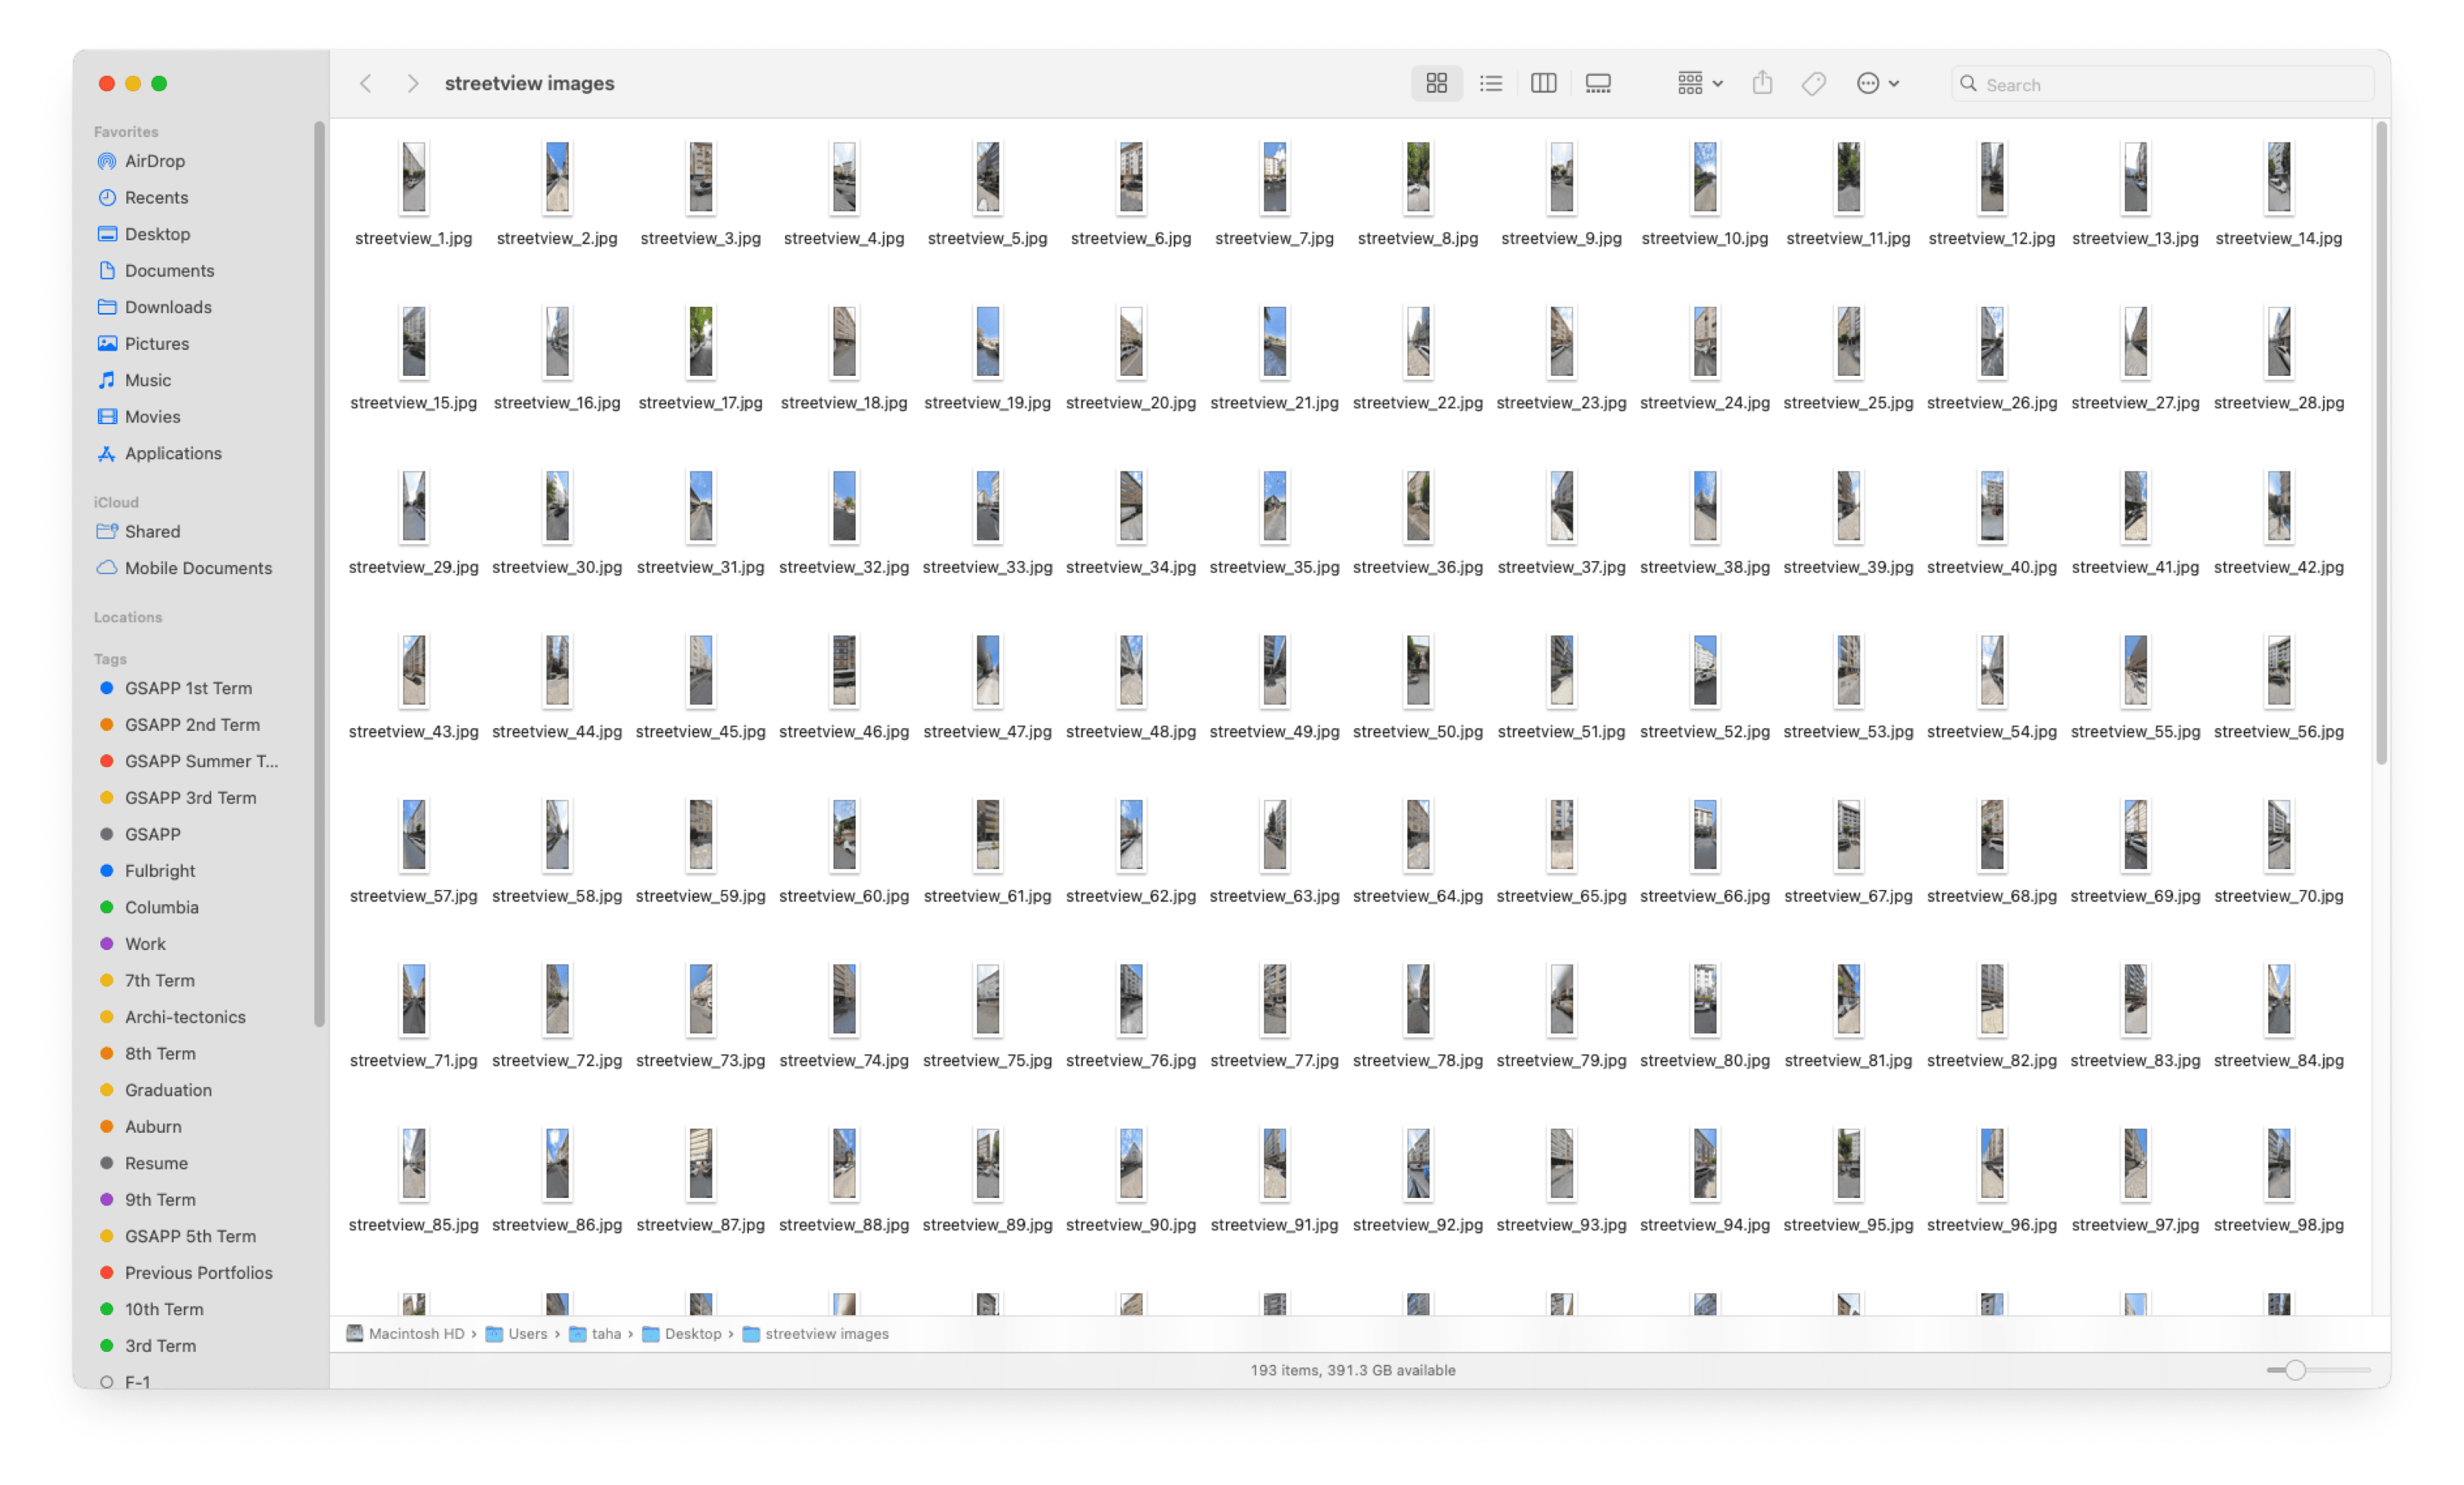 streetview images
Search
Favorites
AirDrop
Recents
Desktop
Documents
Downloads
Pictures
Music
Movies
Applications
iCloud
Shared
Mobile Documents
Locations
Tags
GSAPP 1st Term
GSAPP 2nd Term
GSAPP Summer T...
GSAPP 3rd Term
GSAPP
Fulbright
Columbia
Work
7th Term
Archi-tectonics
8th Term
Graduation
Auburn
Resume
9th Term
GSAPP 5th Term
Previous Portfolios
10th Term
3rd Term
F-1
streetview_1.jpg streetview_2.jpg streetview_3.jpg streetview_4.jpg streetview_5.jpg streetview_6.jpg streetview_7.jpg streetview_8.jpg streetview_9.jpg streetview_10.jpg streetview_11.jpg streetview_12.jpg streetview_13.jpg streetview_14.jpg
streetview_15.jpg streetview_16.jpg streetview_17.jpg streetview_18.jpg streetview_19.jpg streetview_20.jpg streetview_21.jpg streetview_22.jpg streetview_23.jpg streetview_24.jpg streetview_25.jpg streetview_26.jpg streetview_27.jpg streetview_28.jpg
streetview_29.jpg streetview_30.jpg streetview_31.jpg streetview_32.jpg streetview_33.jpg streetview_34.jpg streetview_35.jpg streetview_36.jpg streetview_37.jpg streetview_38.jpg streetview_39.jpg streetview_40.jpg streetview_41.jpg streetview_42.jpg
streetview_43.jpg streetview_44.jpg streetview_45.jpg streetview_46.jpg streetview_47.jpg streetview_48.jpg streetview_49.jpg streetview_50.jpg streetview_51.jpg streetview_52.jpg streetview_53.jpg streetview_54.jpg streetview_55.jpg streetview_56.jpg
streetview_57.jpg streetview_58.jpg streetview_59.jpg streetview_60.jpg streetview_61.jpg streetview_62.jpg streetview_63.jpg streetview_64.jpg streetview_65.jpg streetview_66.jpg streetview_67.jpg streetview_68.jpg streetview_69.jpg streetview_70.jpg
streetview_71.jpg streetview_72.jpg streetview_73.jpg streetview_74.jpg streetview_75.jpg streetview_76.jpg streetview_77.jpg streetview_78.jpg streetview_79.jpg streetview_80.jpg streetview_81.jpg streetview_82.jpg streetview_83.jpg streetview_84.jpg
streetview_85.jpg streetview_86.jpg streetview_87.jpg streetview_88.jpg streetview_89.jpg streetview_90.jpg streetview_91.jpg streetview_92.jpg streetview_93.jpg streetview_94.jpg streetview_95.jpg streetview_96.jpg streetview_97.jpg streetview_98.jpg
Macintosh HD › Users › taha › Desktop › streetview images
193 items, 391.3 GB available